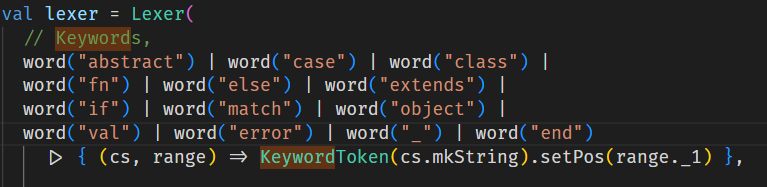 val lexer = Lexer(
// Keywords,
word("abstract") | word("case") | word("class") |
word("fn") | word("else") | word("extends") |
word("if") | word("match") | word("object") |
word("val") | word("error") | word("_") | word("end")
|> { (cs, range) => KeywordToken(cs.mkString).setPos(range._1) },